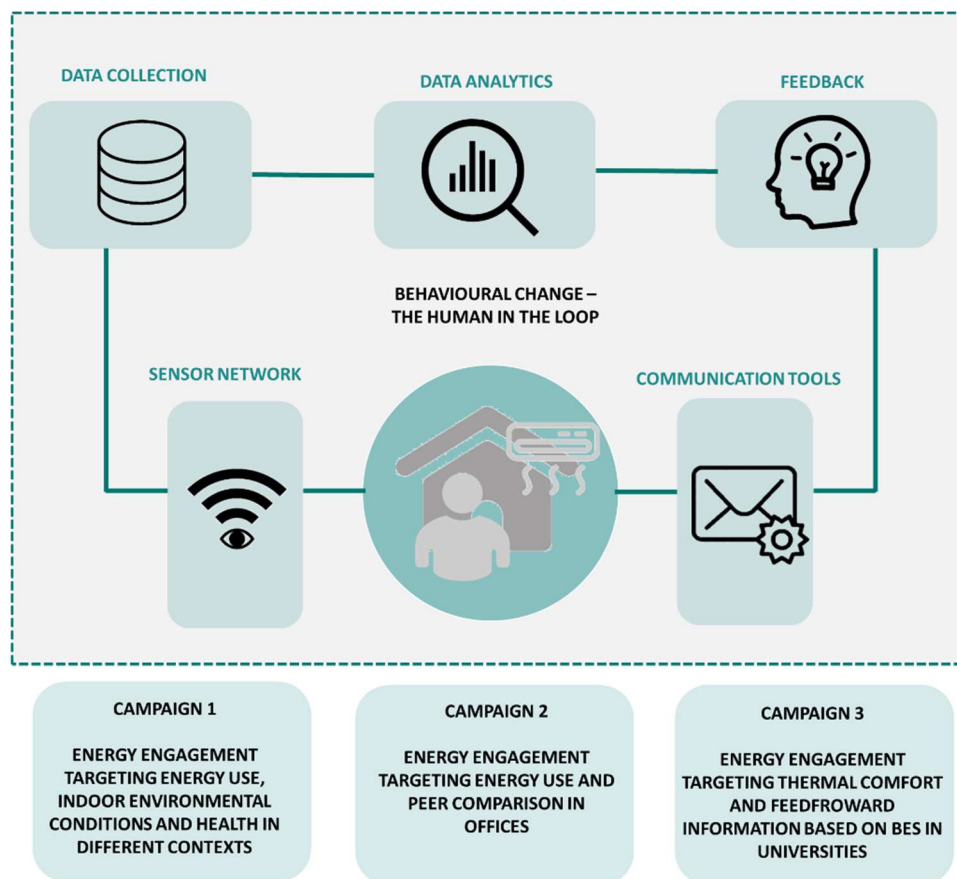 DATA COLLECTION
DATA ANALYTICS
FEEDBACK
BEHAVIOURAL CHANGE –
THE HUMAN IN THE LOOP
SENSOR NETWORK
COMMUNICATION TOOLS
CAMPAIGN 1
ENERGY ENGAGEMENT
TARGETING ENERGY USE,
INDOOR ENVIRONMENTAL
CONDITIONS AND HEALTH IN
DIFFERENT CONTEXTS
CAMPAIGN 2
ENERGY ENGAGEMENT
TARGETING ENERGY USE AND
PEER COMPARISON IN
OFFICES
CAMPAIGN 3
ENERGY ENGAGEMENT
TARGETING THERMAL COMFORT
AND FEEDFROWARD
INFORMATION BASED ON BES IN
UNIVERSITIES